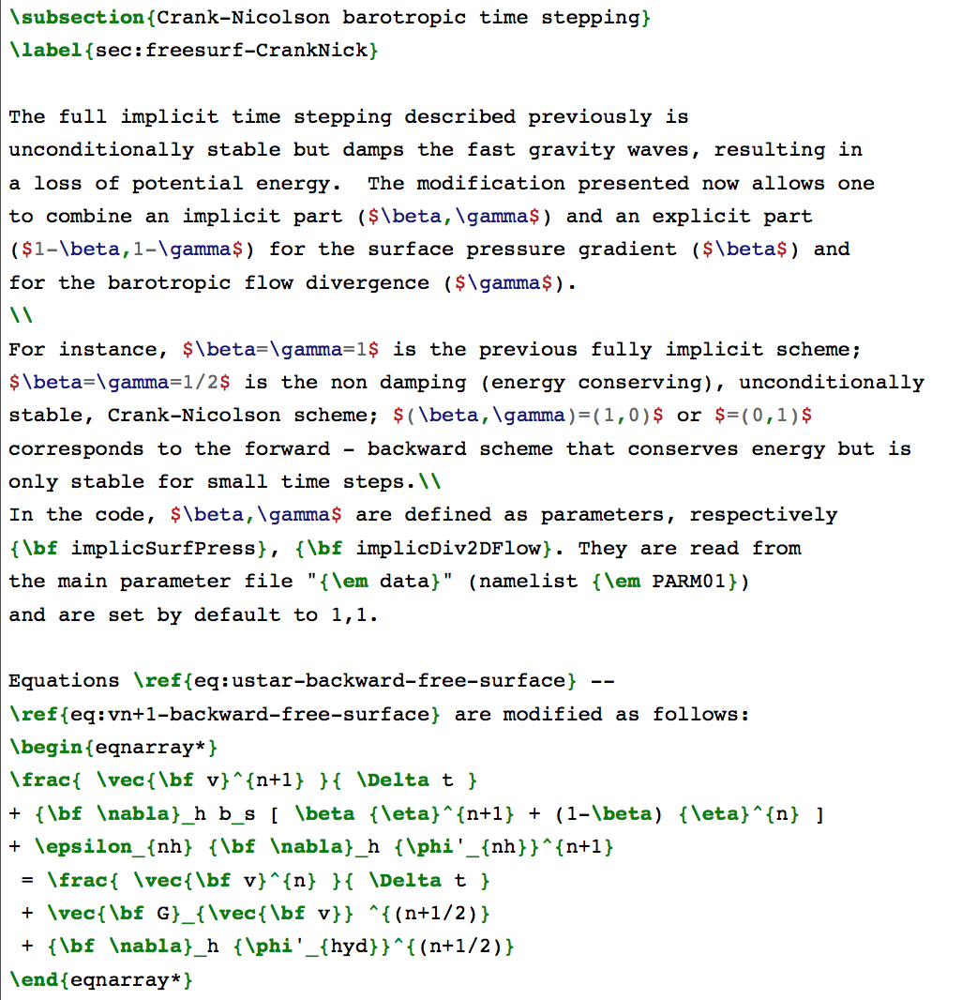 \subsection{Crank-Nicolson barotropic time stepping}
\label{sec:freesurf-CrankNick}

The full implicit time stepping described previously is
unconditionally stable but damps the fast gravity waves, resulting in
a loss of potential energy.  The modification presented now allows one
to combine an implicit part ($\beta,\gamma$) and an explicit part
($1-\beta,1-\gamma$) for the surface pressure gradient ($\beta$) and
for the barotropic flow divergence ($\gamma$).
\\
For instance, $\beta=\gamma=1$ is the previous fully implicit scheme;
$\beta=\gamma=1/2$ is the non damping (energy conserving), unconditionally
stable, Crank-Nicolson scheme; $(\beta,\gamma)=(1,0)$ or $=(0,1)$
corresponds to the forward - backward scheme that conserves energy but is
only stable for small time steps.\\
In the code, $\beta,\gamma$ are defined as parameters, respectively
{\bf implicSurfPress}, {\bf implicDiv2DFlow}. They are read from
the main parameter file "{\em data}" (namelist {\em PARM01})
and are set by default to 1,1.

Equations \ref{eq:ustar-backward-free-surface} --
\ref{eq:vn+1-backward-free-surface} are modified as follows:
\begin{eqnarray*}
\frac{ \vec{\bf v}^{n+1} }{ \Delta t }
+ {\bf \nabla}_h b_s [ \beta {\eta}^{n+1} + (1-\beta) {\eta}^{n} ]
+ \epsilon_{nh} {\bf \nabla}_h {\phi'_{nh}}^{n+1}
 = \frac{ \vec{\bf v}^{n} }{ \Delta t }
 + \vec{\bf G}_{\vec{\bf v}} ^{(n+1/2)}
 + {\bf \nabla}_h {\phi'_{hyd}}^{(n+1/2)}
\end{eqnarray*}